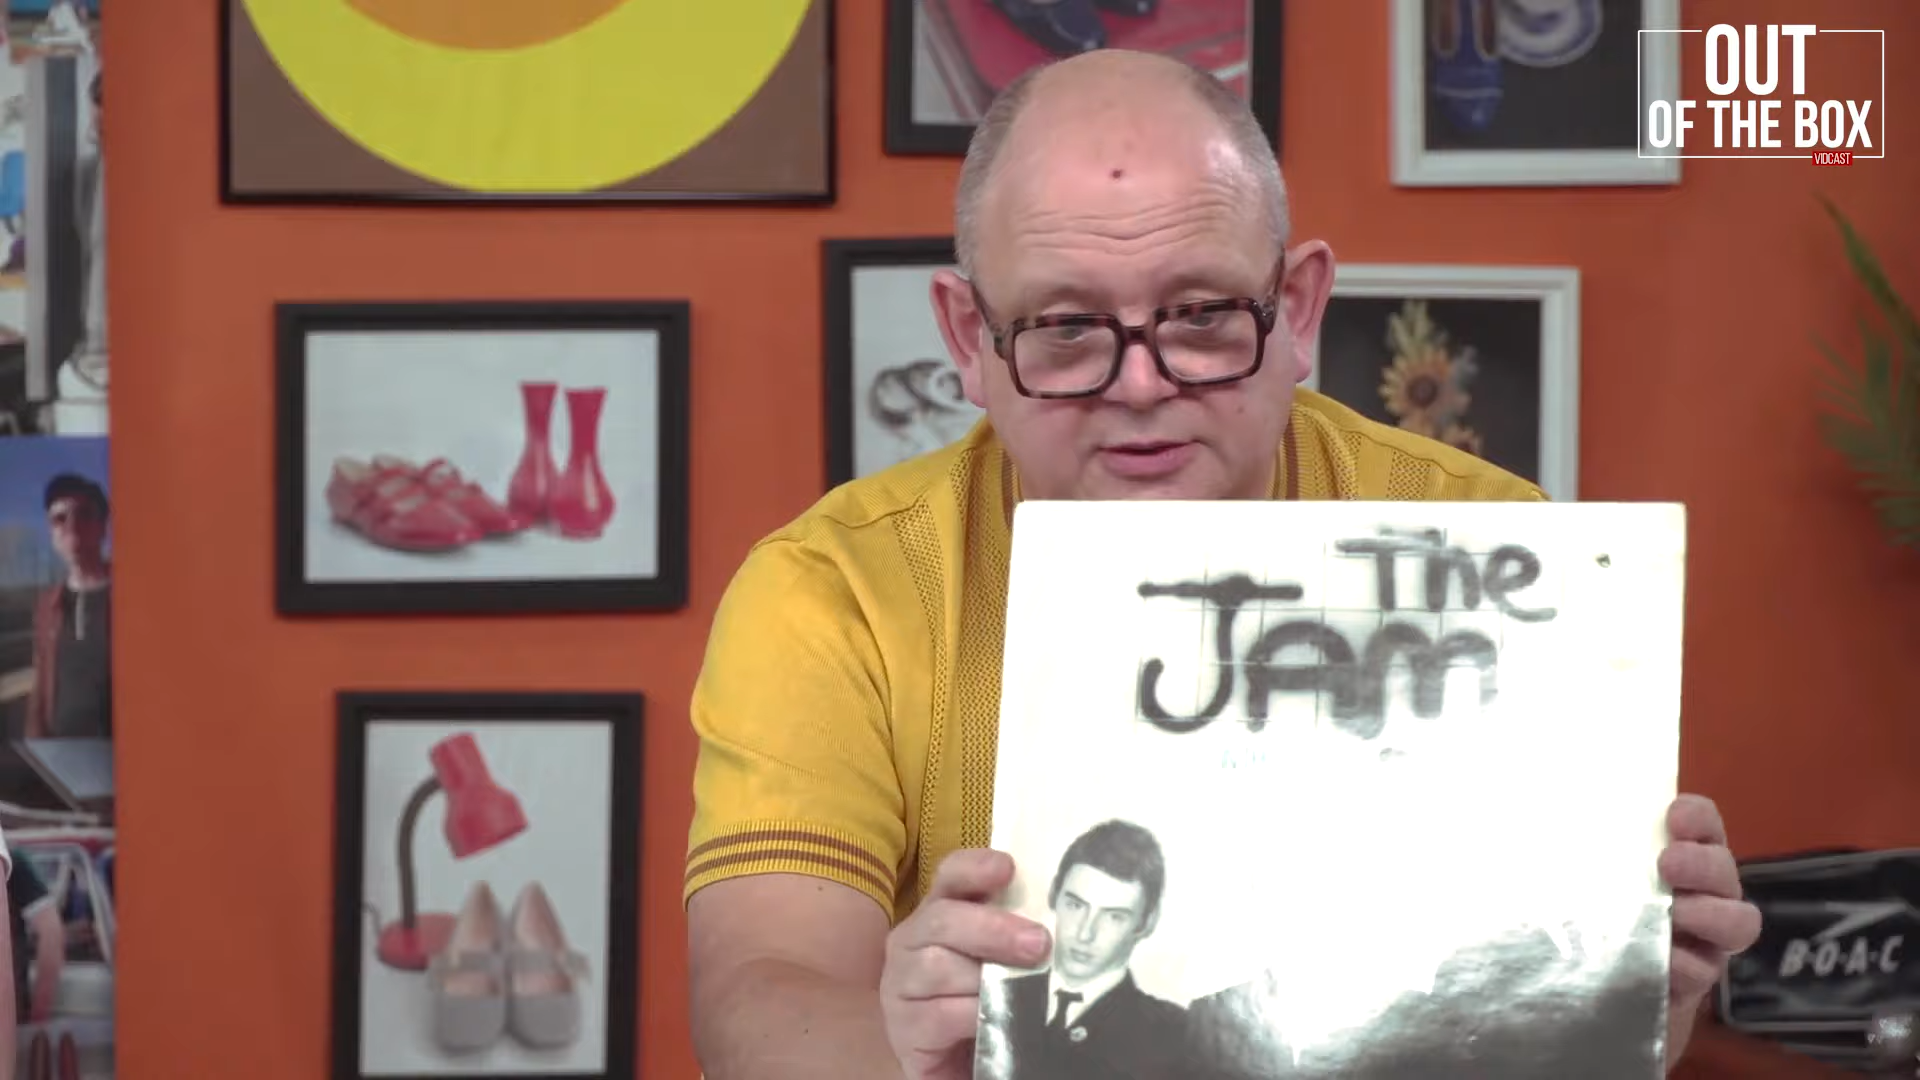 OUT
OF THE BOX
VIDCAST
The
JAM
B·O·A·C